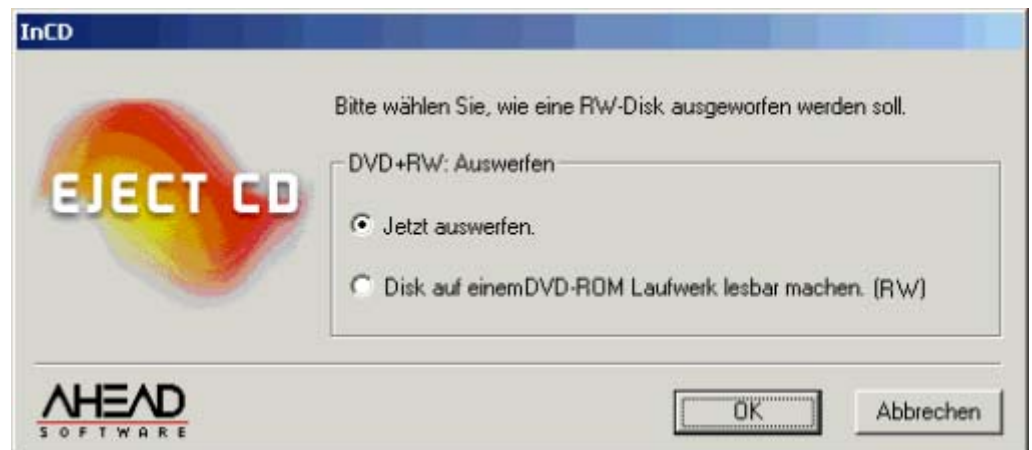 InCD
EJECT CD
Bitte wählen Sie, wie eine RW-Disk ausgeworfen werden soll.
DVD+RW: Auswerfen
Jetzt auswerfen.
Disk auf einemDVD-ROM Laufwerk lesbar machen. (RW)
AHEAD
SOFTWARE
OK
Abbrechen